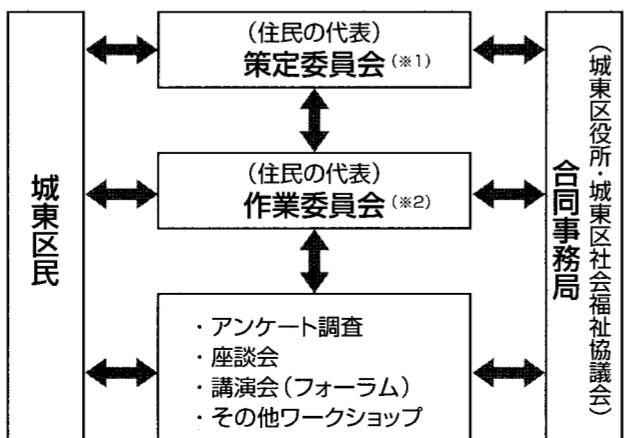 城東区民
(住民の代表)
策定委員会(※1)
(住民の代表)
作業委員会(※2)
・アンケート調査
・座談会
・講演会(フォーラム)
・その他ワークショップ
合同事務局
(城東区役所・城東区社会福祉協議会)